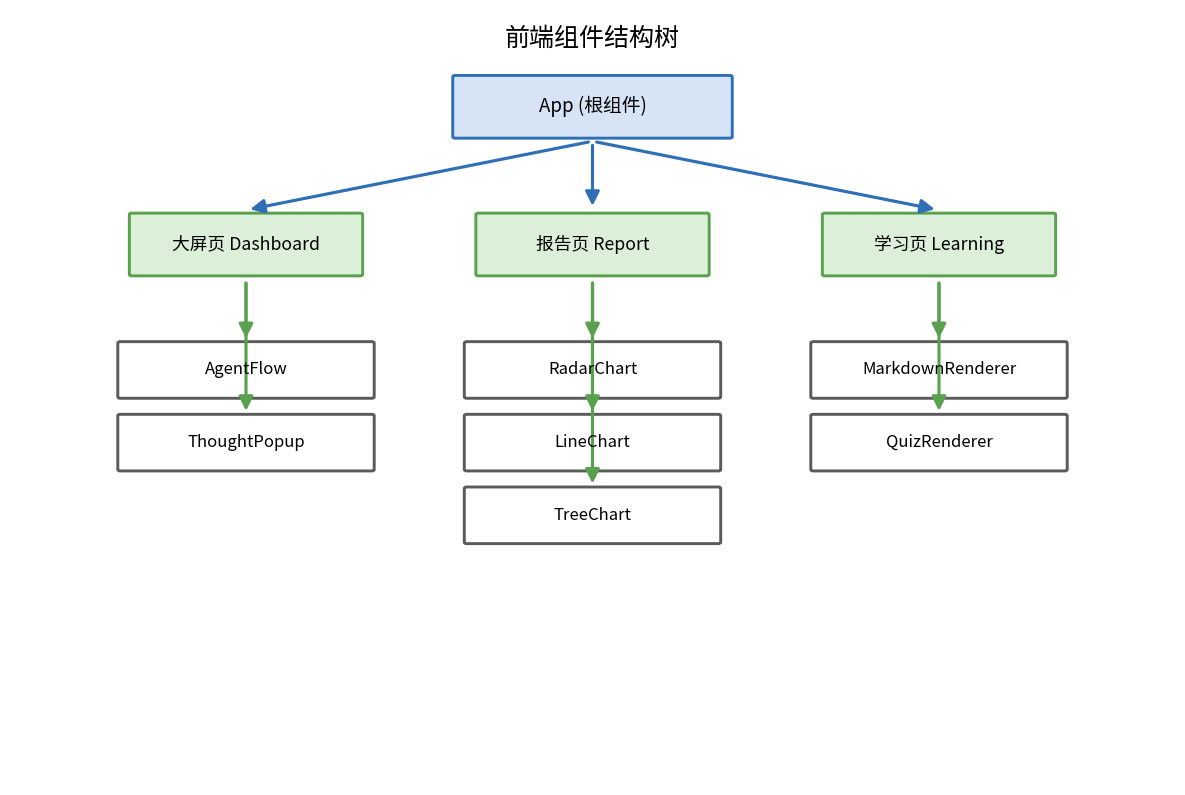 前端组件结构树
App (根组件)
大屏页 Dashboard
报告页 Report
学习页 Learning
AgentFlow
RadarChart
MarkdownRenderer
ThoughtPopup
LineChart
QuizRenderer
TreeChart